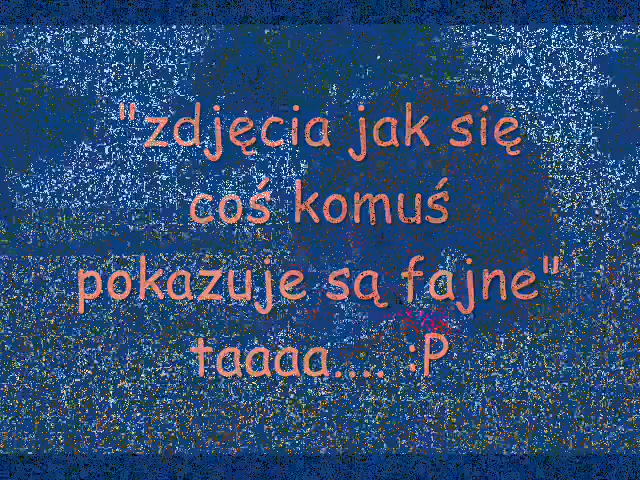 "zdjęcia jak się
coś komuś
pokazuje są fajne"
taaaa.... :P